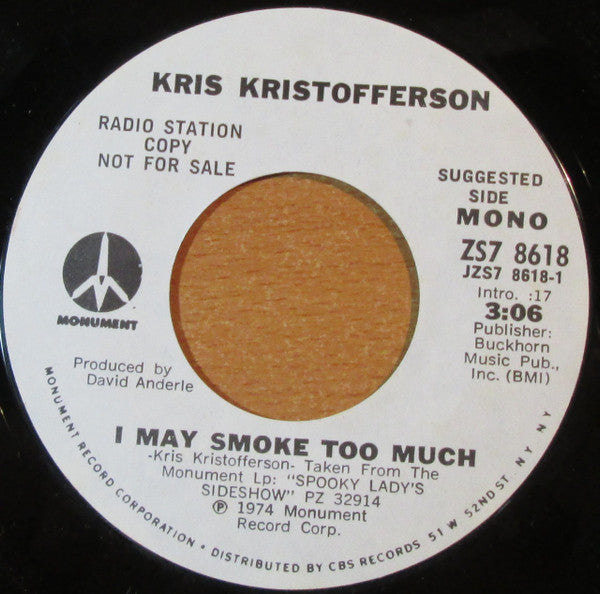 KRIS KRISTOFFERSON
RADIO STATION
COPY
NOT FOR SALE
SUGGESTED
SIDE
MONO
ZS7 8618
JZS7 8618-1
Intro. :17
3:06
Publisher:
Buckhorn
Music Pub.,
Inc. (BMI)
MONUMENT
Produced by
David Anderle
I MAY SMOKE TOO MUCH
-Kris Kristofferson- Taken From The
Monument Lp: "SPOOKY LADY'S
SIDESHOW" PZ 32914
℗ 1974 Monument
Record Corp.
MONUMENT RECORD CORPORATION. • DISTRIBUTED BY CBS RECORDS 51 W 52ND ST. N Y, NY